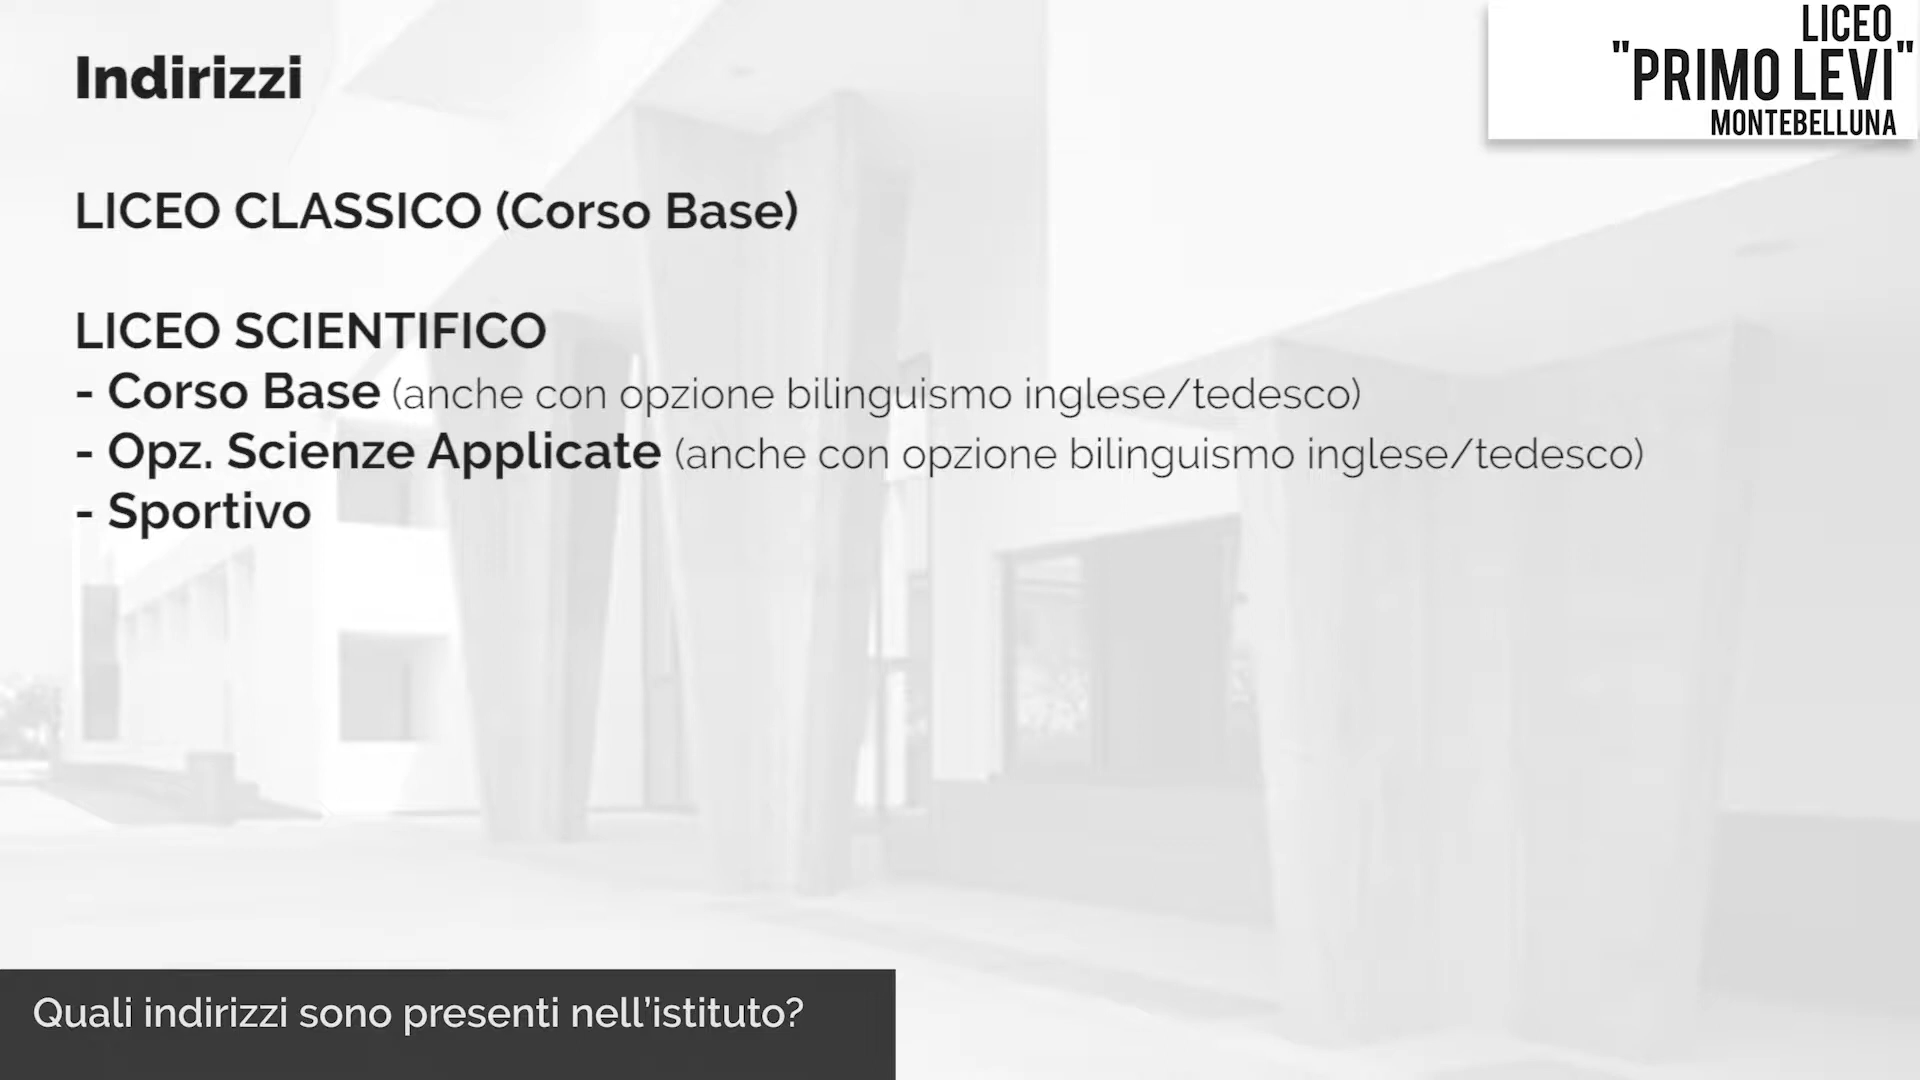 LICEO
"PRIMO LEVI"
MONTEBELLUNA
Indirizzi
LICEO CLASSICO (Corso Base)
LICEO SCIENTIFICO
- Corso Base (anche con opzione bilinguismo inglese/tedesco)
- Opz. Scienze Applicate (anche con opzione bilinguismo inglese/tedesco)
- Sportivo
Quali indirizzi sono presenti nell’istituto?